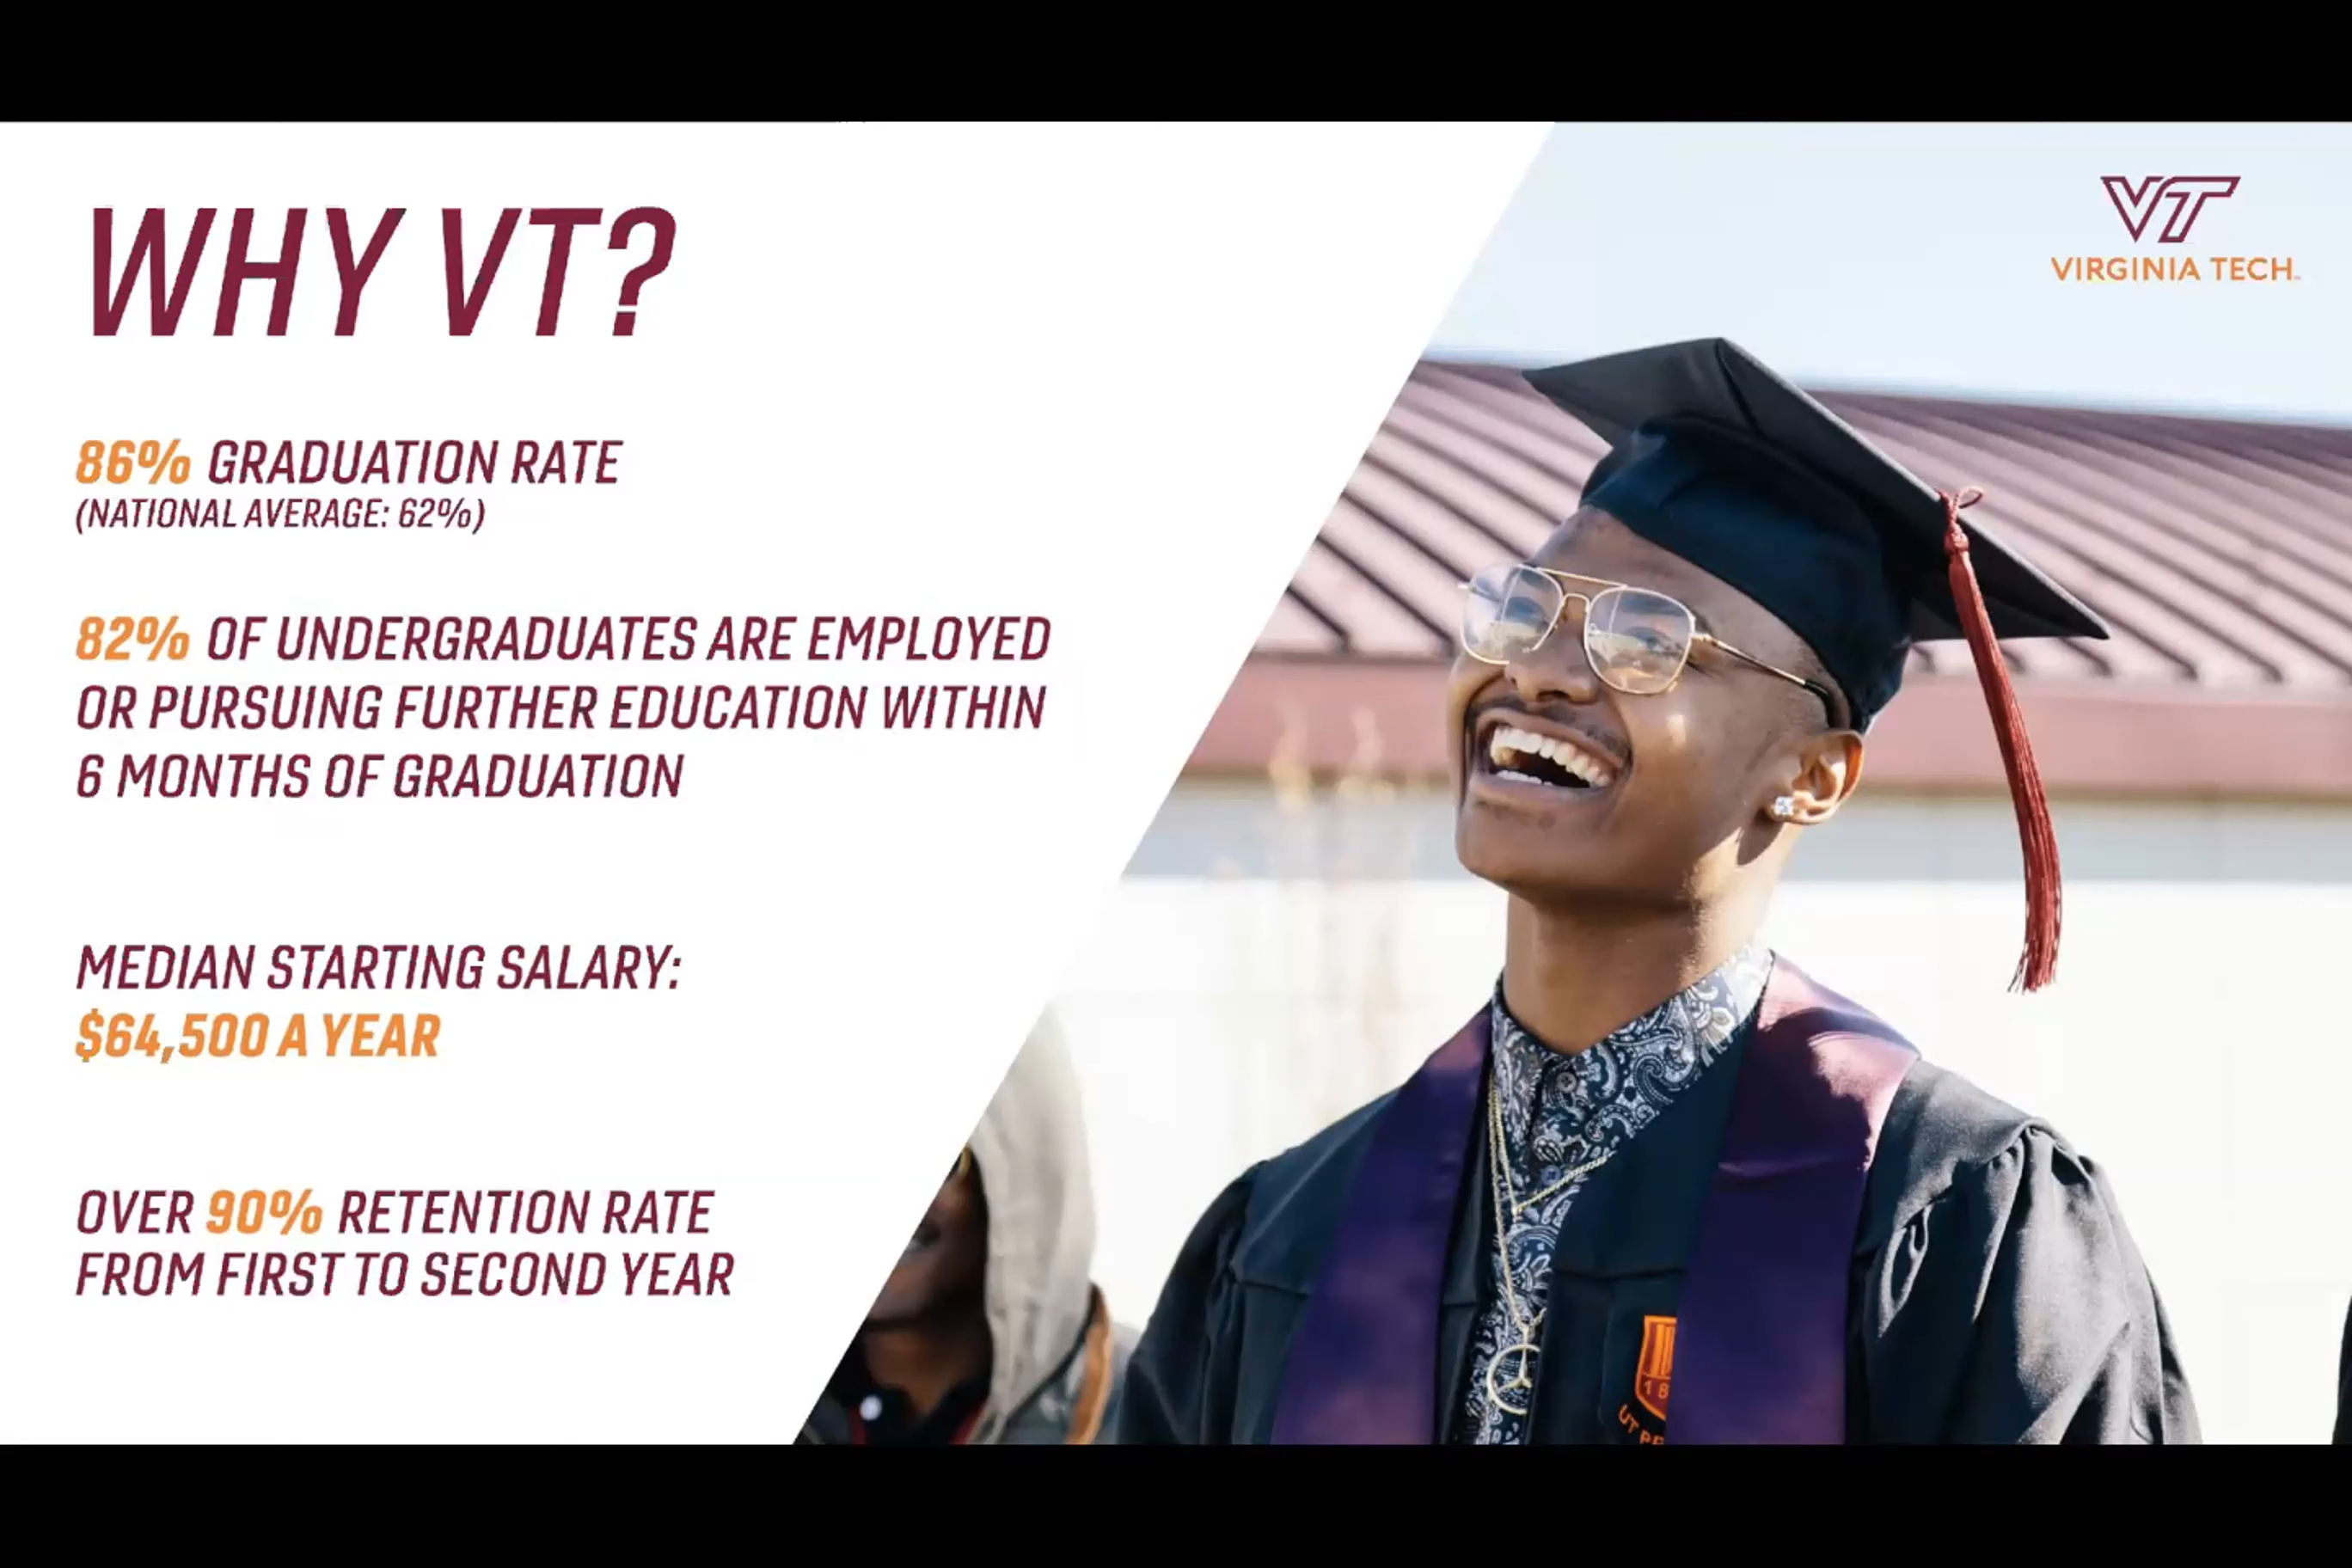 WHY VT?
86% GRADUATION RATE
(NATIONAL AVERAGE: 62%)
82% OF UNDERGRADUATES ARE EMPLOYED
OR PURSUING FURTHER EDUCATION WITHIN
6 MONTHS OF GRADUATION
MEDIAN STARTING SALARY:
$64,500 A YEAR
OVER 90% RETENTION RATE
FROM FIRST TO SECOND YEAR
VT
VIRGINIA TECH